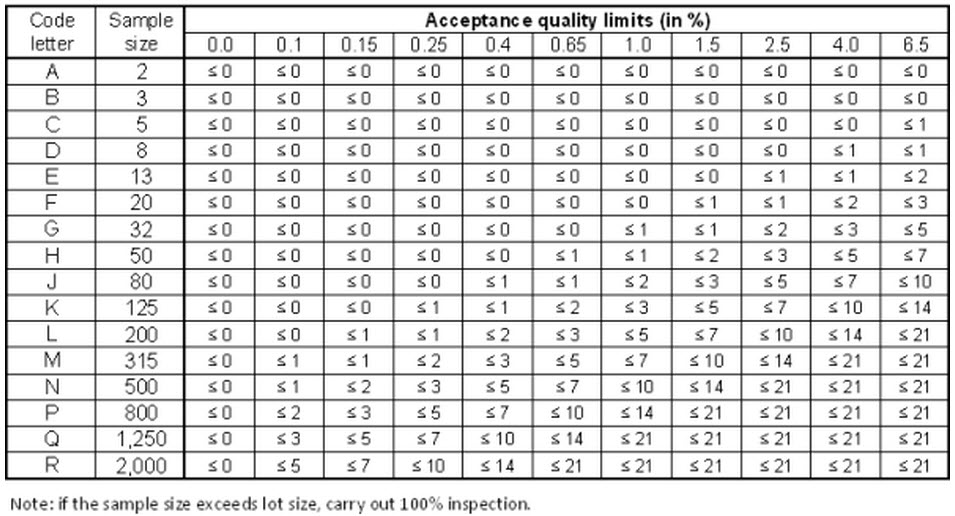 Code letter Sample size Acceptance quality limits (in %)
0.0 0.1 0.15 0.25 0.4 0.65 1.0 1.5 2.5 4.0 6.5
A 2 ≤ 0 ≤ 0 ≤ 0 ≤ 0 ≤ 0 ≤ 0 ≤ 0 ≤ 0 ≤ 0 ≤ 0 ≤ 0
B 3 ≤ 0 ≤ 0 ≤ 0 ≤ 0 ≤ 0 ≤ 0 ≤ 0 ≤ 0 ≤ 0 ≤ 0 ≤ 0
C 5 ≤ 0 ≤ 0 ≤ 0 ≤ 0 ≤ 0 ≤ 0 ≤ 0 ≤ 0 ≤ 0 ≤ 0 ≤ 1
D 8 ≤ 0 ≤ 0 ≤ 0 ≤ 0 ≤ 0 ≤ 0 ≤ 0 ≤ 0 ≤ 0 ≤ 1 ≤ 1
E 13 ≤ 0 ≤ 0 ≤ 0 ≤ 0 ≤ 0 ≤ 0 ≤ 0 ≤ 0 ≤ 1 ≤ 1 ≤ 2
F 20 ≤ 0 ≤ 0 ≤ 0 ≤ 0 ≤ 0 ≤ 0 ≤ 0 ≤ 1 ≤ 1 ≤ 2 ≤ 3
G 32 ≤ 0 ≤ 0 ≤ 0 ≤ 0 ≤ 0 ≤ 0 ≤ 1 ≤ 1 ≤ 2 ≤ 3 ≤ 5
H 50 ≤ 0 ≤ 0 ≤ 0 ≤ 0 ≤ 0 ≤ 1 ≤ 1 ≤ 2 ≤ 3 ≤ 5 ≤ 7
J 80 ≤ 0 ≤ 0 ≤ 0 ≤ 0 ≤ 1 ≤ 1 ≤ 2 ≤ 3 ≤ 5 ≤ 7 ≤ 10
K 125 ≤ 0 ≤ 0 ≤ 0 ≤ 1 ≤ 1 ≤ 2 ≤ 3 ≤ 5 ≤ 7 ≤ 10 ≤ 14
L 200 ≤ 0 ≤ 0 ≤ 1 ≤ 1 ≤ 2 ≤ 3 ≤ 5 ≤ 7 ≤ 10 ≤ 14 ≤ 21
M 315 ≤ 0 ≤ 1 ≤ 1 ≤ 2 ≤ 3 ≤ 5 ≤ 7 ≤ 10 ≤ 14 ≤ 21 ≤ 21
N 500 ≤ 0 ≤ 1 ≤ 2 ≤ 3 ≤ 5 ≤ 7 ≤ 10 ≤ 14 ≤ 21 ≤ 21 ≤ 21
P 800 ≤ 0 ≤ 2 ≤ 3 ≤ 5 ≤ 7 ≤ 10 ≤ 14 ≤ 21 ≤ 21 ≤ 21 ≤ 21
Q 1,250 ≤ 0 ≤ 3 ≤ 5 ≤ 7 ≤ 10 ≤ 14 ≤ 21 ≤ 21 ≤ 21 ≤ 21 ≤ 21
R 2,000 ≤ 0 ≤ 5 ≤ 7 ≤ 10 ≤ 14 ≤ 21 ≤ 21 ≤ 21 ≤ 21 ≤ 21 ≤ 21
Note: if the sample size exceeds lot size, carry out 100% inspection.